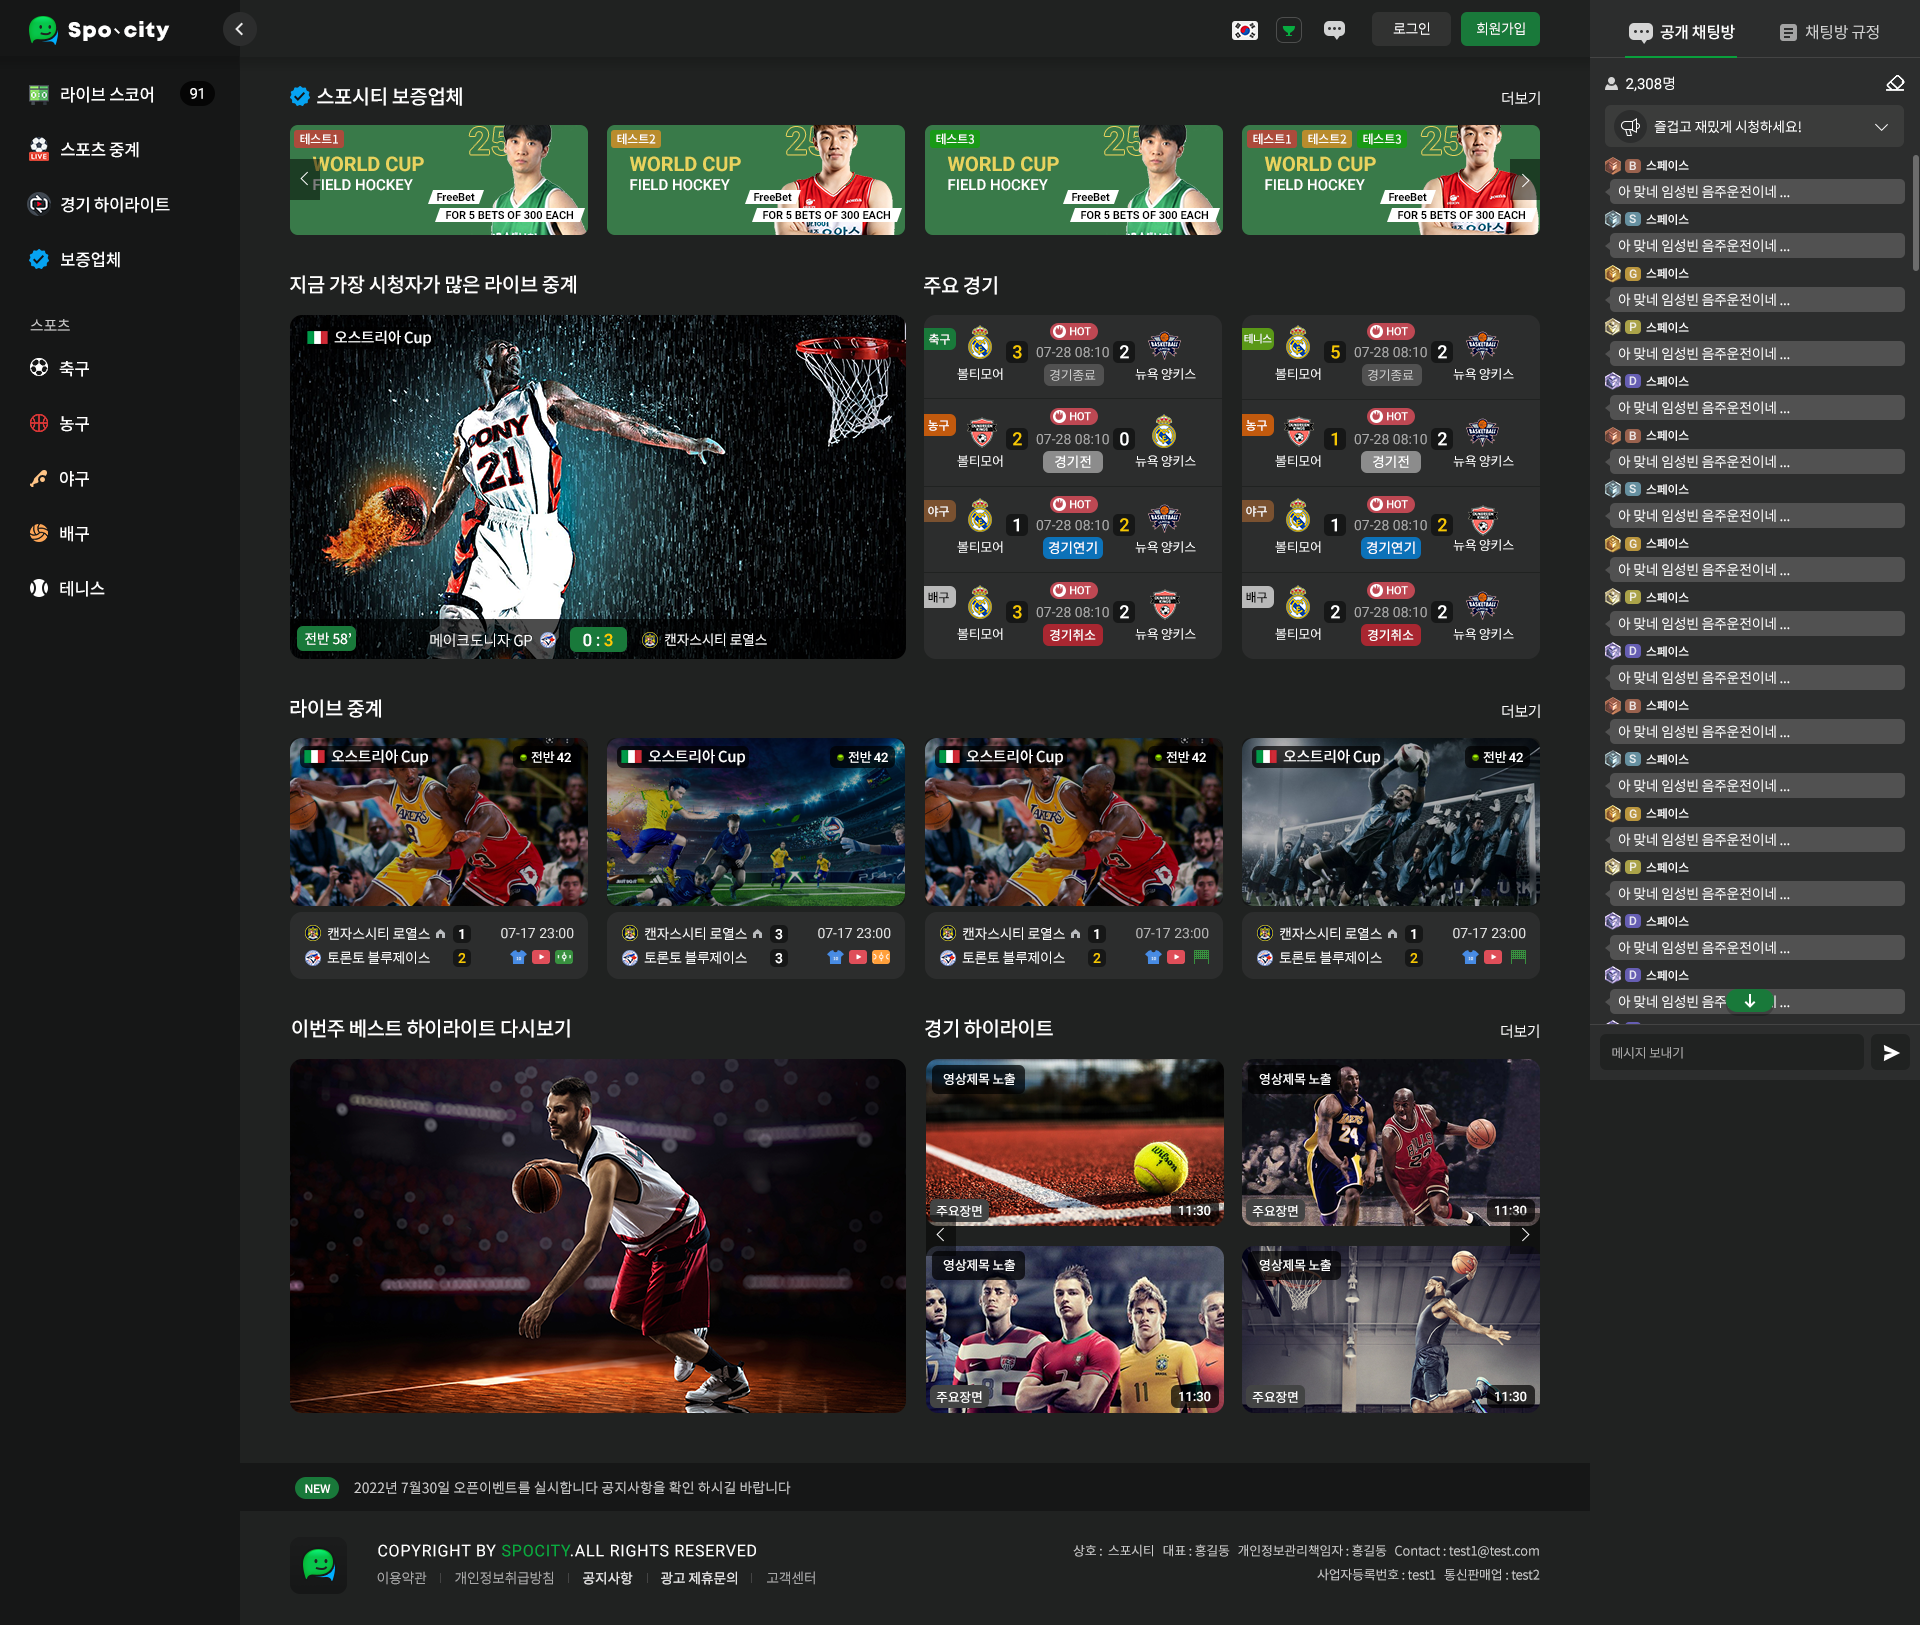 Spo·city
라이브 스코어 91
스포츠 중계
경기 하이라이트
보증업체
스포츠
축구
농구
야구
배구
테니스
로그인
회원가입
스포시티 보증업체
더보기
테스트1
WORLD CUP
FIELD HOCKEY
25
FreeBet
FOR 5 BETS OF 300 EACH
테스트2
WORLD CUP
FIELD HOCKEY
25
FreeBet
FOR 5 BETS OF 300 EACH
테스트3
WORLD CUP
FIELD HOCKEY
25
FreeBet
FOR 5 BETS OF 300 EACH
테스트1 테스트2 테스트3
WORLD CUP
FIELD HOCKEY
25
FreeBet
FOR 5 BETS OF 300 EACH
지금 가장 시청자가 많은 라이브 중계
오스트리아 Cup
PONY
21
전반 58’ 메이크도니자 GP 0 : 3 캔자스시티 로열스
주요 경기
축구 HOT
3 07-28 08:10 2
볼티모어 경기종료 뉴욕 양키스
농구 HOT
2 07-28 08:10 0
볼티모어 경기전 뉴욕 양키스
야구 HOT
1 07-28 08:10 2
볼티모어 경기연기 뉴욕 양키스
배구 HOT
3 07-28 08:10 2
볼티모어 경기취소 뉴욕 양키스
테니스 HOT
5 07-28 08:10 2
볼티모어 경기종료 뉴욕 양키스
농구 HOT
1 07-28 08:10 2
볼티모어 경기전 뉴욕 양키스
야구 HOT
1 07-28 08:10 2
볼티모어 경기연기 뉴욕 양키스
배구 HOT
2 07-28 08:10 2
볼티모어 경기취소 뉴욕 양키스
라이브 중계
더보기
오스트리아 Cup 전반 42
캔자스시티 로열스 1 07-17 23:00
토론토 블루제이스 2
오스트리아 Cup 전반 42
캔자스시티 로열스 3 07-17 23:00
토론토 블루제이스 3
오스트리아 Cup 전반 42
캔자스시티 로열스 1 07-17 23:00
토론토 블루제이스 2
오스트리아 Cup 전반 42
캔자스시티 로열스 1 07-17 23:00
토론토 블루제이스 2
이번주 베스트 하이라이트 다시보기
경기 하이라이트
더보기
영상제목 노출
Wilson
1
주요장면 11:30
영상제목 노출
24
BULLS
23
주요장면 11:30
영상제목 노출
11
주요장면 11:30
영상제목 노출
주요장면 11:30
NEW 2022년 7월30일 오픈이벤트를 실시합니다 공지사항을 확인 하시길 바랍니다
COPYRIGHT BY SPOCITY.ALL RIGHTS RESERVED
이용약관 개인정보취급방침 공지사항 광고 제휴문의 고객센터
상호 : 스포시티 대표 : 홍길동 개인정보관리책임자 : 홍길동 Contact : test1@test.com
사업자등록번호 : test1 통신판매업 : test2
공개 채팅방 채팅방 규정
2,308명
즐겁고 재밌게 시청하세요!
B 스페이스
아 맞네 임성빈 음주운전이네 ...
S 스페이스
아 맞네 임성빈 음주운전이네 ...
G 스페이스
아 맞네 임성빈 음주운전이네 ...
P 스페이스
아 맞네 임성빈 음주운전이네 ...
D 스페이스
아 맞네 임성빈 음주운전이네 ...
B 스페이스
아 맞네 임성빈 음주운전이네 ...
S 스페이스
아 맞네 임성빈 음주운전이네 ...
G 스페이스
아 맞네 임성빈 음주운전이네 ...
P 스페이스
아 맞네 임성빈 음주운전이네 ...
D 스페이스
아 맞네 임성빈 음주운전이네 ...
B 스페이스
아 맞네 임성빈 음주운전이네 ...
S 스페이스
아 맞네 임성빈 음주운전이네 ...
G 스페이스
아 맞네 임성빈 음주운전이네 ...
P 스페이스
아 맞네 임성빈 음주운전이네 ...
D 스페이스
아 맞네 임성빈 음주운전이네 ...
D 스페이스
아 맞네 임성빈 음주 ...
메시지 보내기